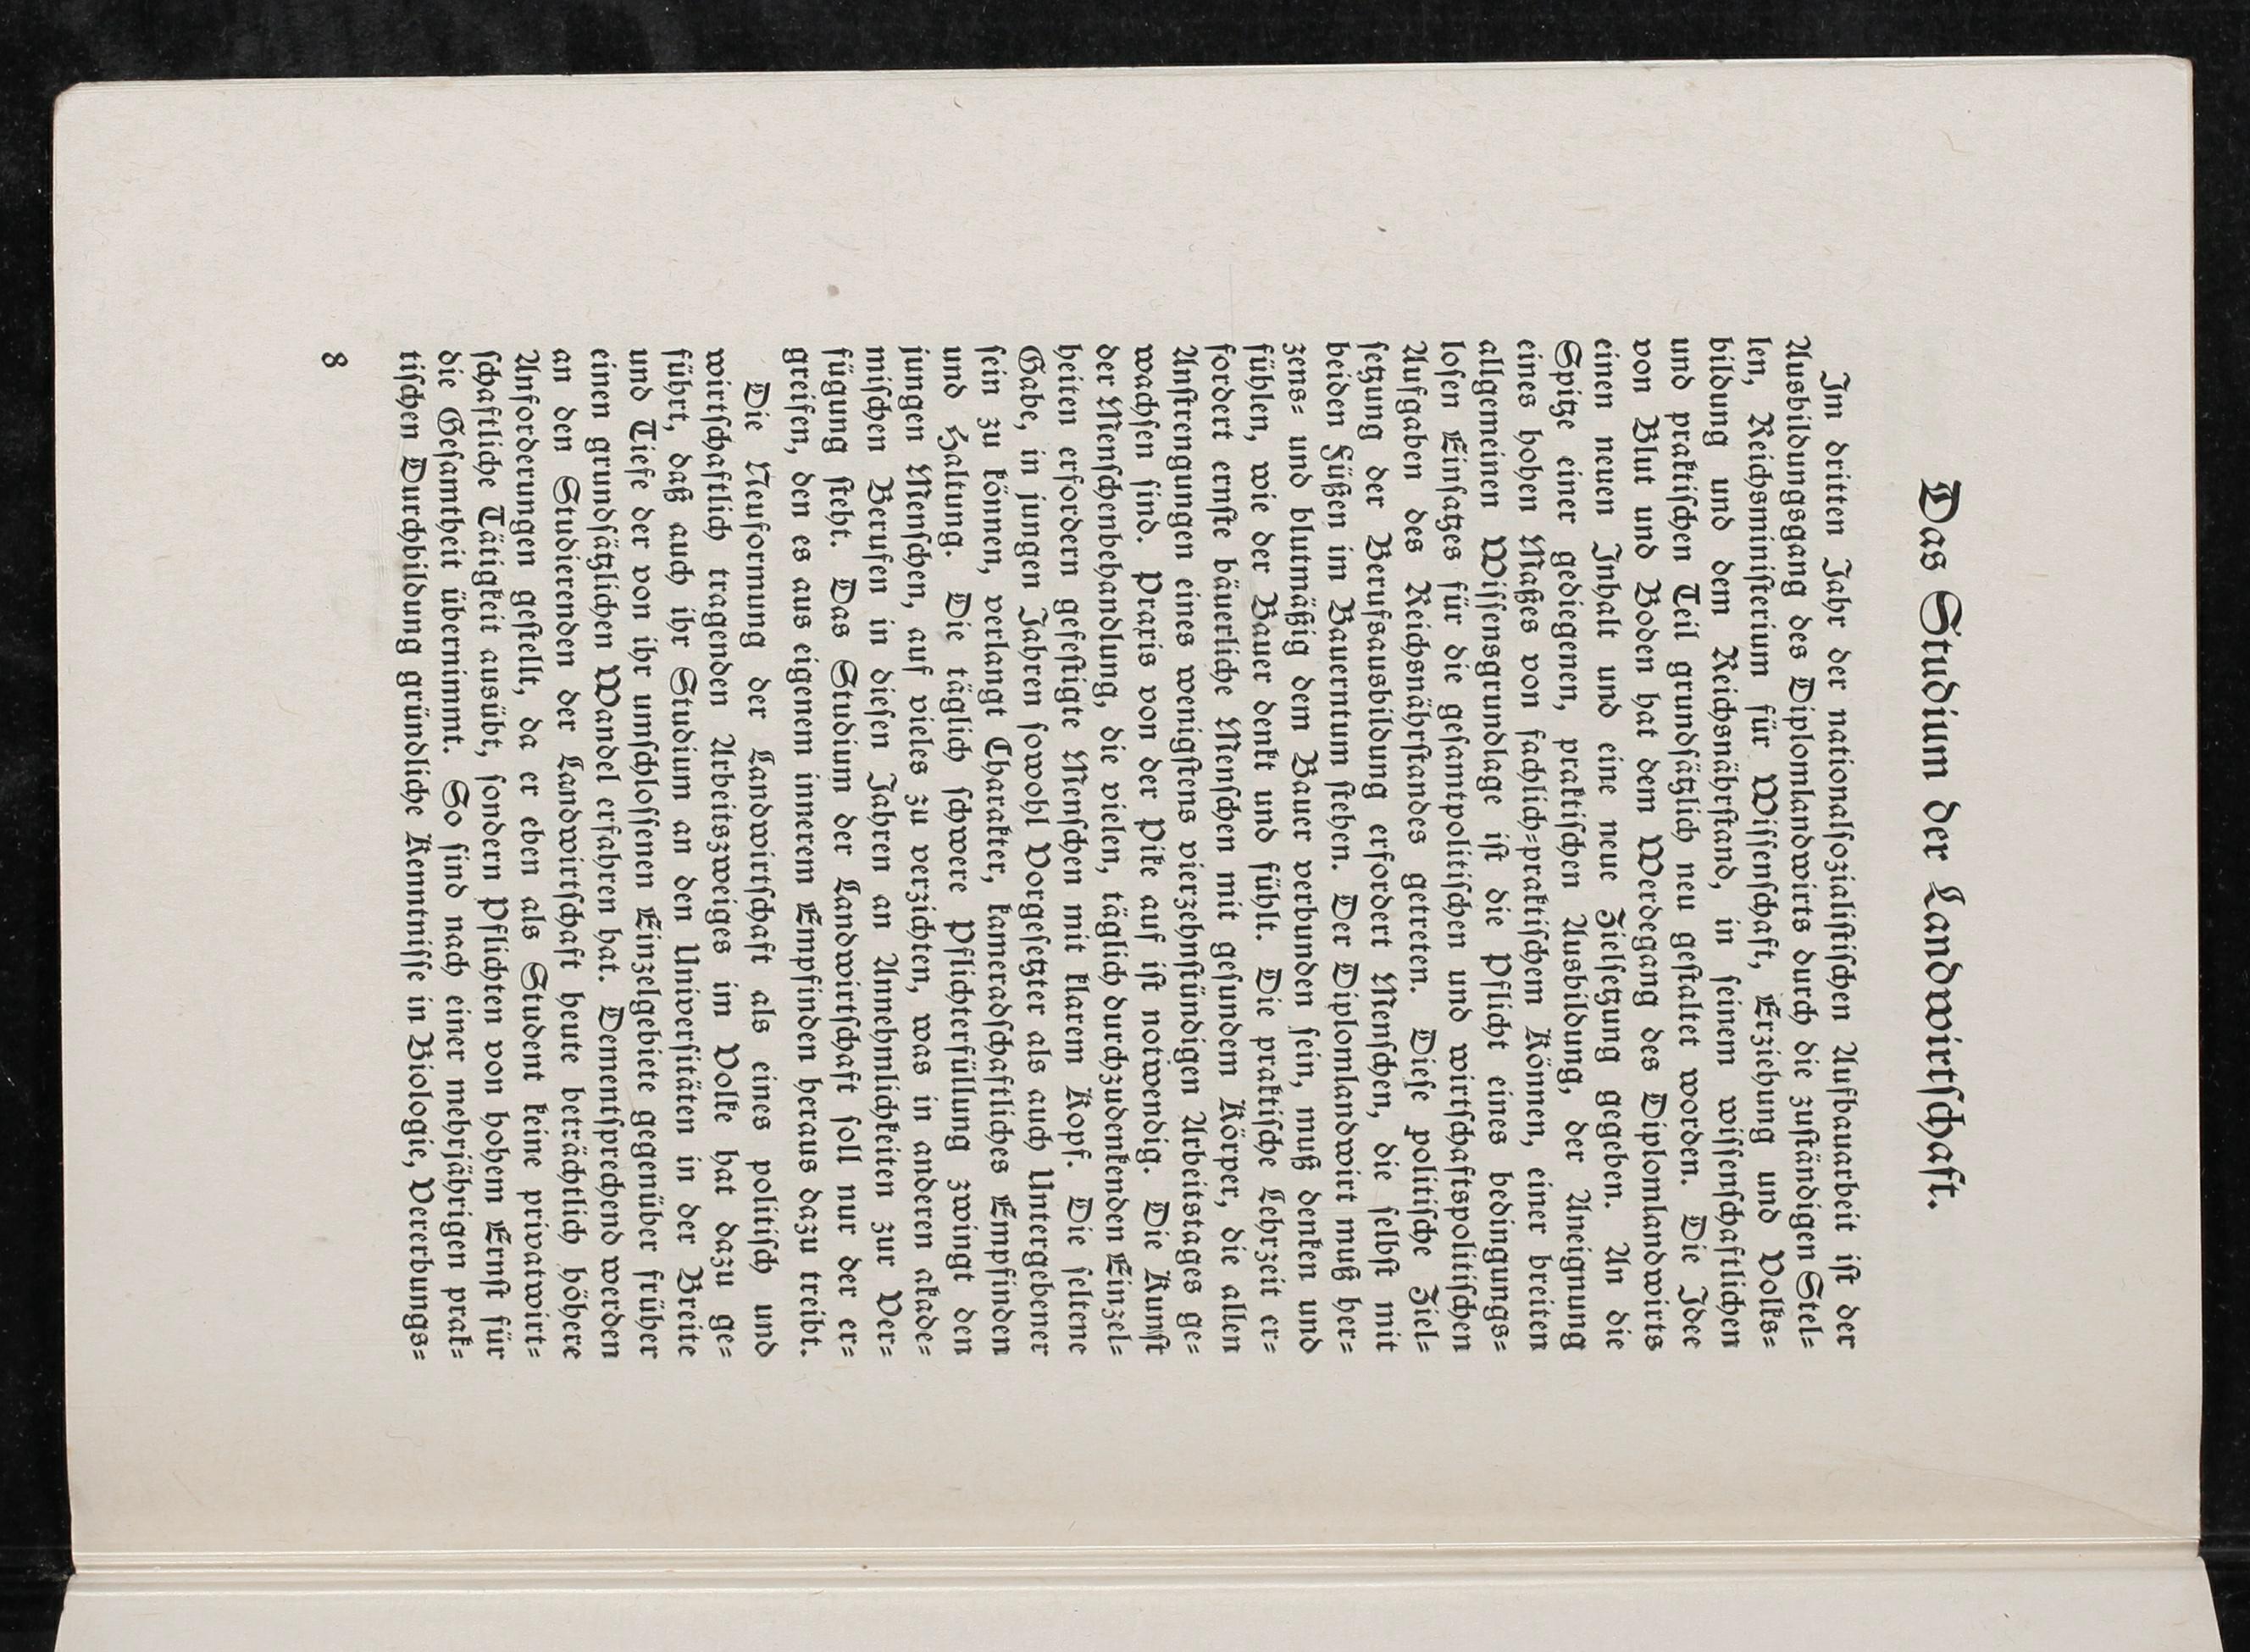 Das Studium der Landwirtschaft.
Im dritten Jahr der nationalsozialistischen Aufbauarbeit ist der
Ausbildungsgang des Diplomlandwirts durch die zuständigen Stel-
len, Reichsministerium für Wissenschaft, Erziehung und Volks-
bildung und dem Reichsnährstand, in seinem wissenschaftlichen
und praktischen Teil grundsätzlich neu gestaltet worden. Die Idee
von Blut und Boden hat dem Werdegang des Diplomlandwirts
einen neuen Inhalt und eine neue Zielsetzung gegeben. An die
Spitze einer gediegenen, praktischen Ausbildung, der Aneignung
eines hohen Maßes von fachlich-praktischem Können, einer breiten
allgemeinen Wissensgrundlage ist die Pflicht eines bedingungs-
losen Einsatzes für die gesamtpolitischen und wirtschaftspolitischen
Aufgaben des Reichsnährstandes getreten. Diese politische Ziel-
setzung der Berufsausbildung erfordert Menschen, die selbst mit
beiden Füßen im Bauerntum stehen. Der Diplomlandwirt muß her-
zens- und blutmäßig dem Bauer verbunden sein, muß denken und
fühlen, wie der Bauer denkt und fühlt. Die praktische Lehrzeit er-
fordert ernste bäuerliche Menschen mit gesundem Körper, die allen
Anstrengungen eines wenigstens vierzehnstündigen Arbeitstages ge-
wachsen sind. Praxis von der Pike auf ist notwendig. Die Kunst
der Menschenbehandlung, die vielen, täglich durchzudenkenden Einzel-
heiten erfordern gefestigte Menschen mit klarem Kopf. Die seltene
Gabe, in jungen Jahren sowohl Vorgesetzter als auch Untergebener
sein zu können, verlangt Charakter, kameradschaftliches Empfinden
und Haltung. Die täglich schwere Pflichterfüllung zwingt den
jungen Menschen, auf vieles zu verzichten, was in anderen akade-
mischen Berufen in diesen Jahren an Annehmlichkeiten zur Ver-
fügung steht. Das Studium der Landwirtschaft soll nur der er-
greifen, den es aus eigenem innerem Empfinden heraus dazu treibt.
Die Neuformung der Landwirtschaft als eines politisch und
wirtschaftlich tragenden Arbeitszweiges im Volke hat dazu ge-
führt, daß auch ihr Studium an den Universitäten in der Breite
und Tiefe der von ihr umschlossenen Einzelgebiete gegenüber früher
einen grundsätzlichen Wandel erfahren hat. Dementsprechend werden
an den Studierenden der Landwirtschaft heute beträchtlich höhere
Anforderungen gestellt, da er eben als Student keine privatwirt-
schaftliche Tätigkeit ausübt, sondern Pflichten von hohem Ernst für
die Gesamtheit übernimmt. So sind nach einer mehrjährigen prak-
tischen Durchbildung gründliche Kenntnisse in Biologie, Vererbungs-
8